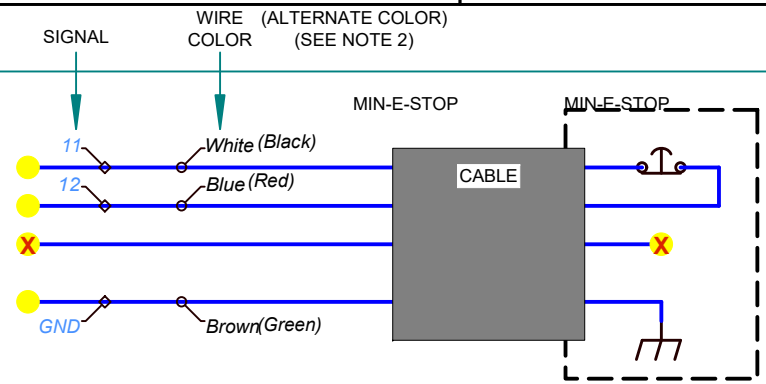 SIGNAL
WIRE COLOR
(ALTERNATE COLOR)
(SEE NOTE 2)
MIN-E-STOP
MIN-E-STOP
11
White (Black)
12
Blue (Red)
CABLE
X
X
GND
Brown (Green)